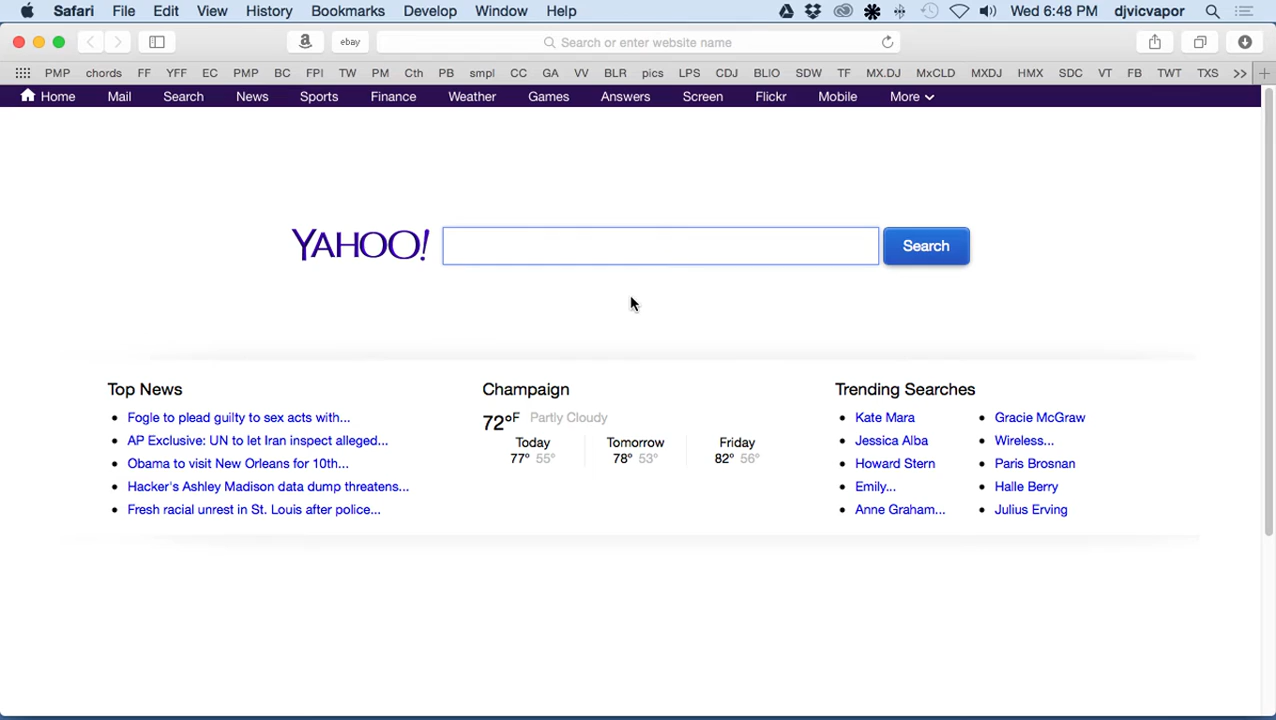 Safari File Edit View History Bookmarks Develop Window Help Wed 6:48 PM djvicvapor
a ebay Search or enter website name
PMP chords FF YFF EC PMP BC FPI TW PM Cth PB smpl CC GA VV BLR pics LPS CDJ BLIO SDW TF MX.DJ MxCLD MXDJ HMX SDC VT FB TWT TXS >> +
Home Mail Search News Sports Finance Weather Games Answers Screen Flickr Mobile More
YAHOO! Search
Top News
Fogle to plead guilty to sex acts with...
AP Exclusive: UN to let Iran inspect alleged...
Obama to visit New Orleans for 10th...
Hacker's Ashley Madison data dump threatens...
Fresh racial unrest in St. Louis after police...
Champaign
72°F Partly Cloudy
Today Tomorrow Friday
77° 55° 78° 53° 82° 56°
Trending Searches
Kate Mara
Jessica Alba
Howard Stern
Emily...
Anne Graham...
Gracie McGraw
Wireless...
Paris Brosnan
Halle Berry
Julius Erving